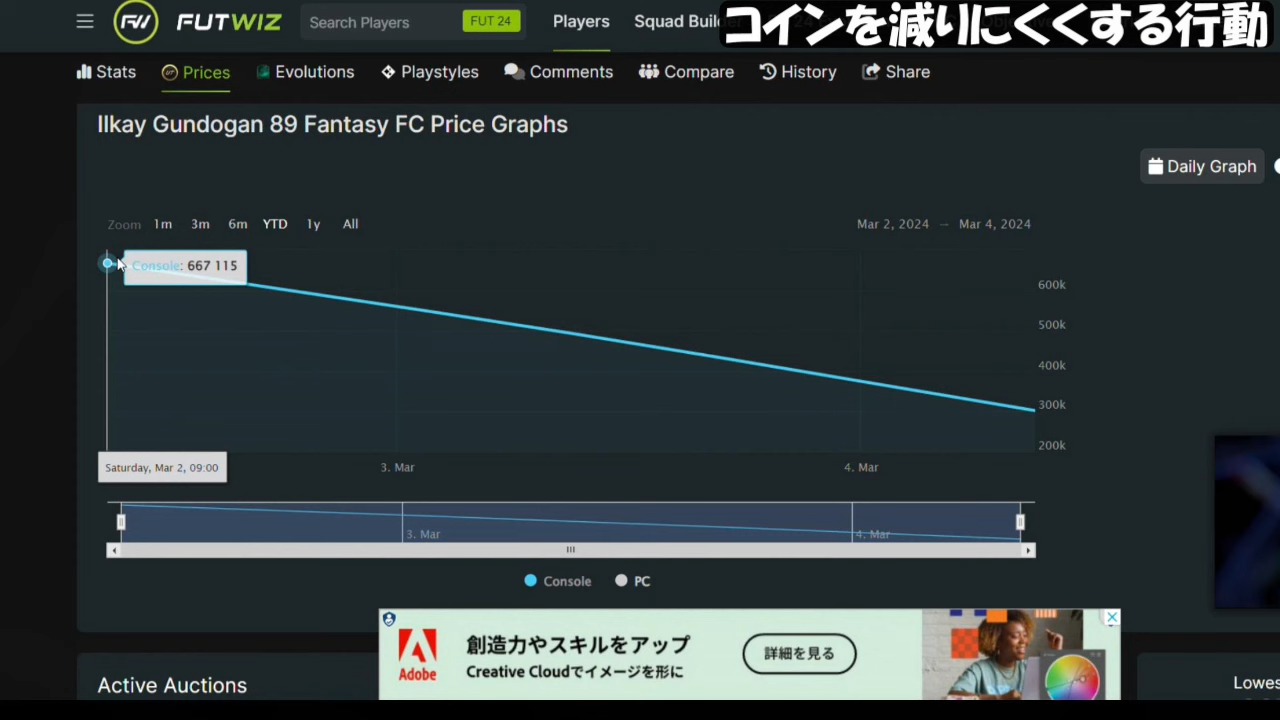 FUTWIZ
Search Players
FUT 24
Players
Squad Buil
コインを減りにくくする行動
Stats
Prices
Evolutions
Playstyles
Comments
Compare
History
Share
Ilkay Gundogan 89 Fantasy FC Price Graphs
Daily Graph
Zoom 1m 3m 6m YTD 1y All
Mar 2, 2024 → Mar 4, 2024
Console: 667 115
600k
500k
400k
300k
200k
Saturday, Mar 2, 09:00
3. Mar
4. Mar
3. Mar
4. Mar
Console
PC
Adobe
創造力やスキルをアップ
Creative Cloudでイメージを形に
詳細を見る
Active Auctions
Lowes